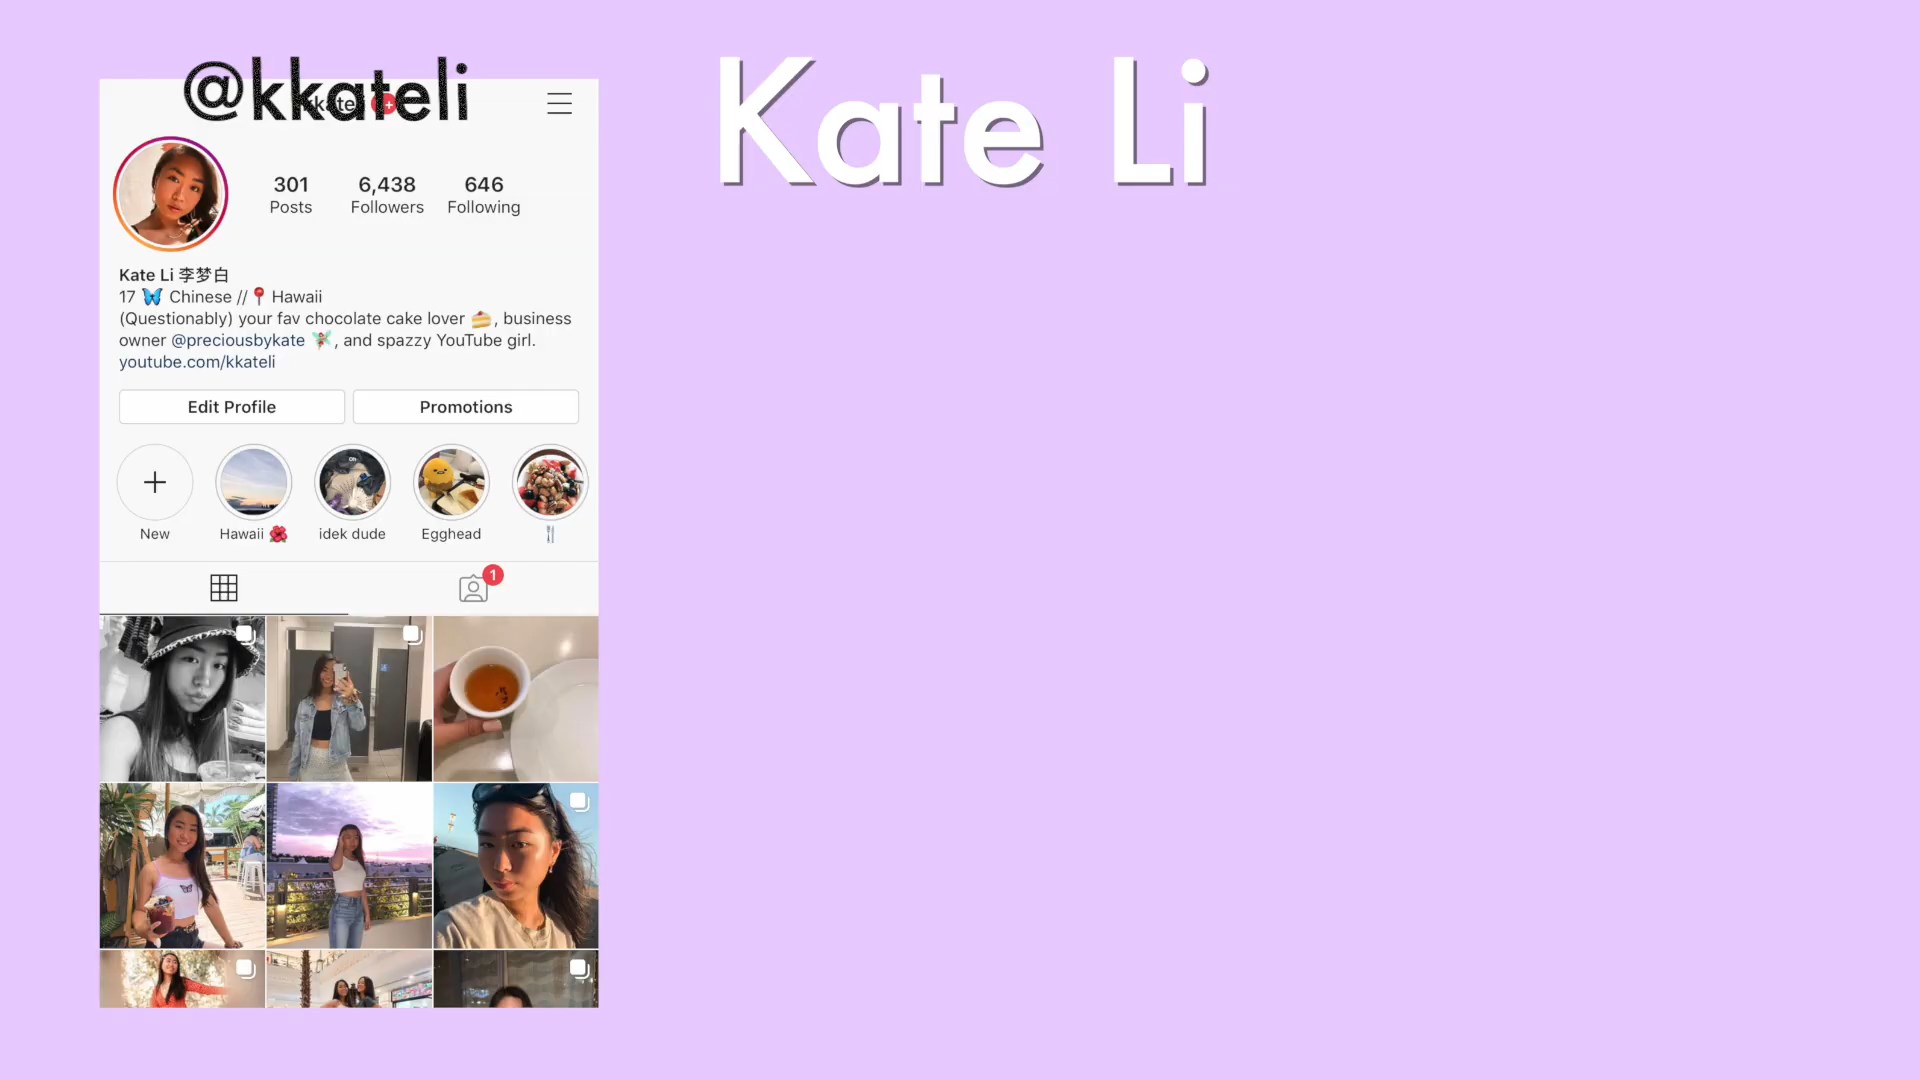 @kkateli
Kate Li
301
6,438
646
Posts
Followers
Following
Kate Li 李梦白
17 🦋 Chinese //📍Hawaii
(Questionably) your fav chocolate cake lover 🍰, business
owner @preciousbykate 🧚, and spazzy YouTube girl.
youtube.com/kkateli
Edit Profile
Promotions
New
Hawaii 🌺
idek dude
Egghead
🍴
1